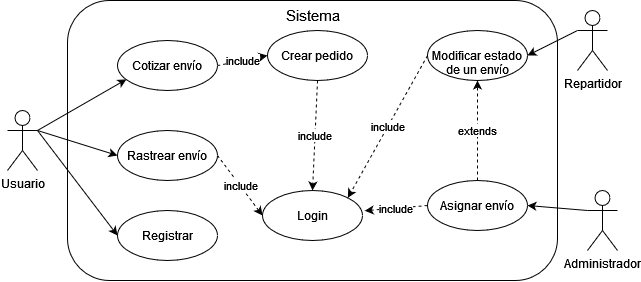 Sistema
Cotizar envío
include
Crear pedido
Modificar estado
de un envío
Repartidor
include
include
extends
Usuario
Rastrear envío
include
Login
include
Asignar envío
Registrar
Administrador